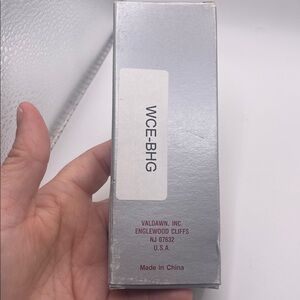 WCE-BHG
VALDAWN, INC.
ENGLEWOOD CLIFFS
NJ 07632
U.S.A.
Made in China